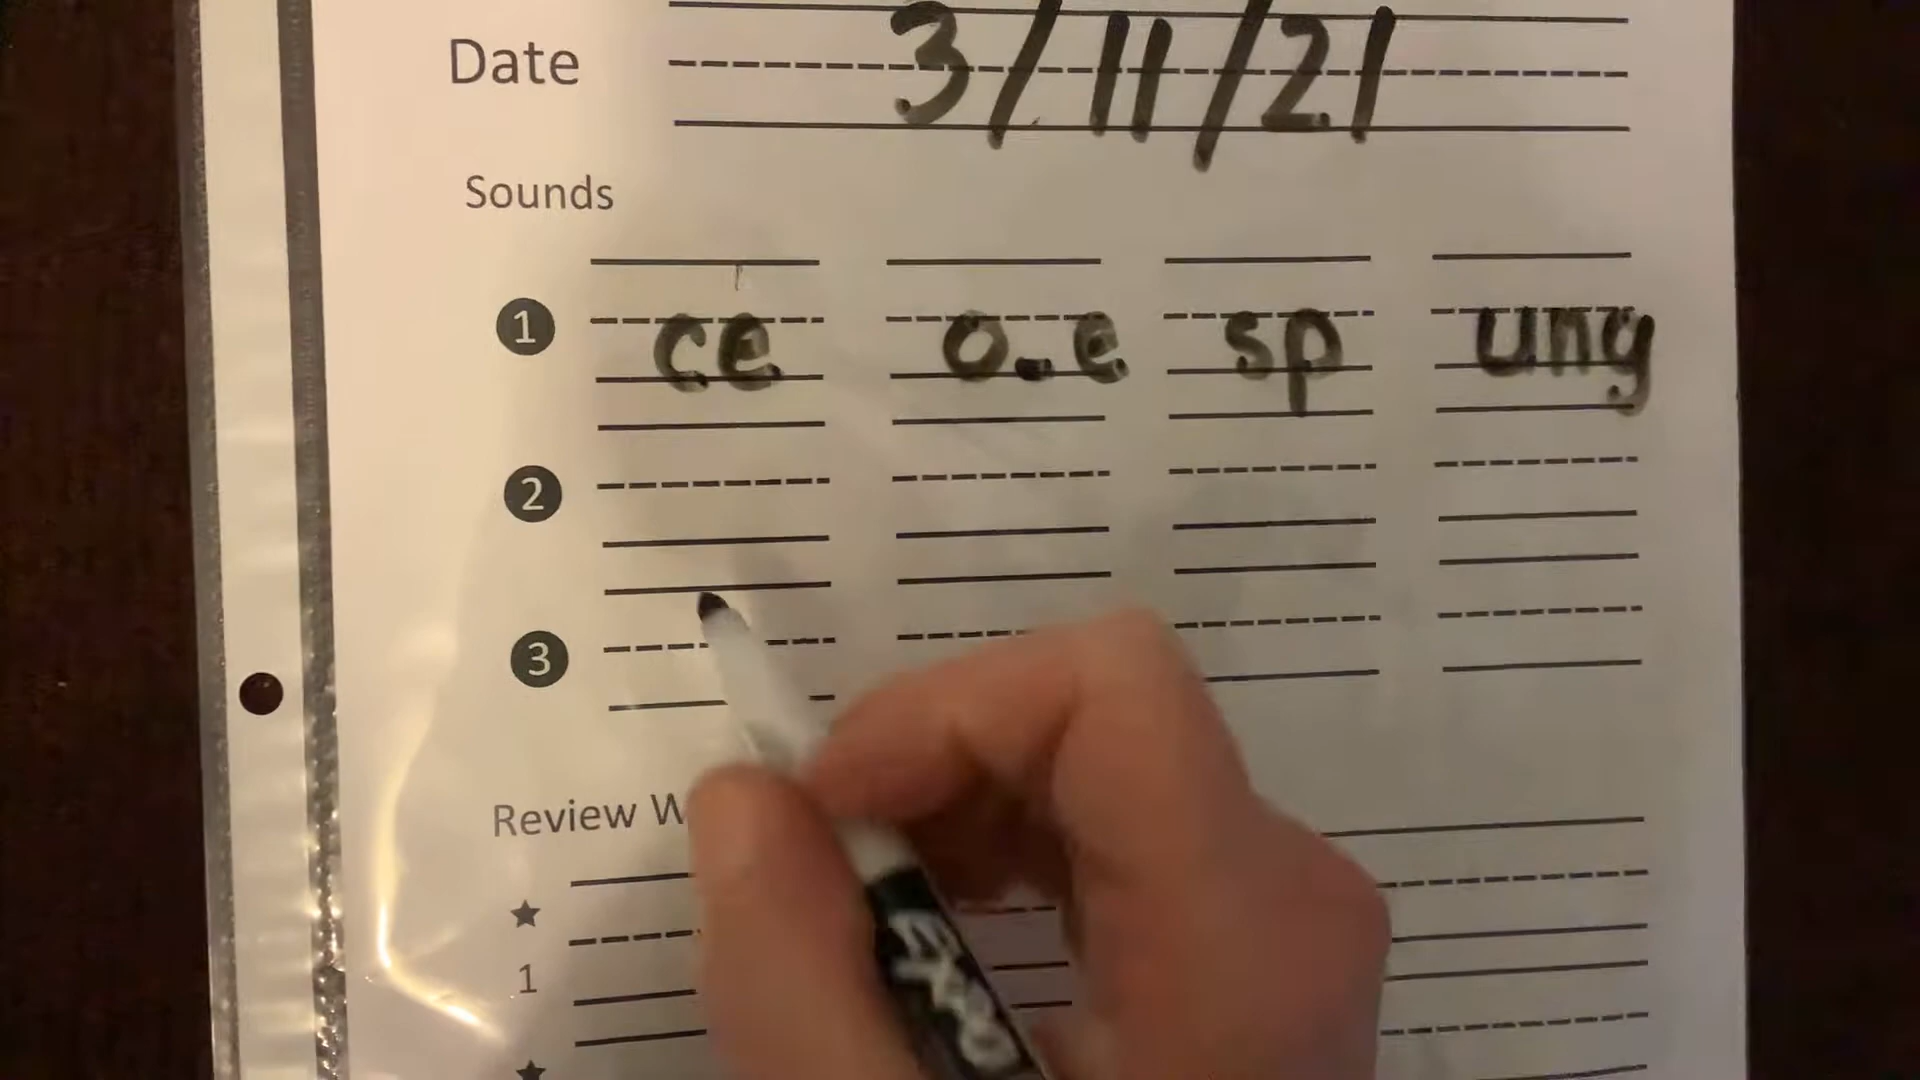 Date 3/11/21
Sounds
1 ce o_e sp ung
2
3
Review
1
EXPO